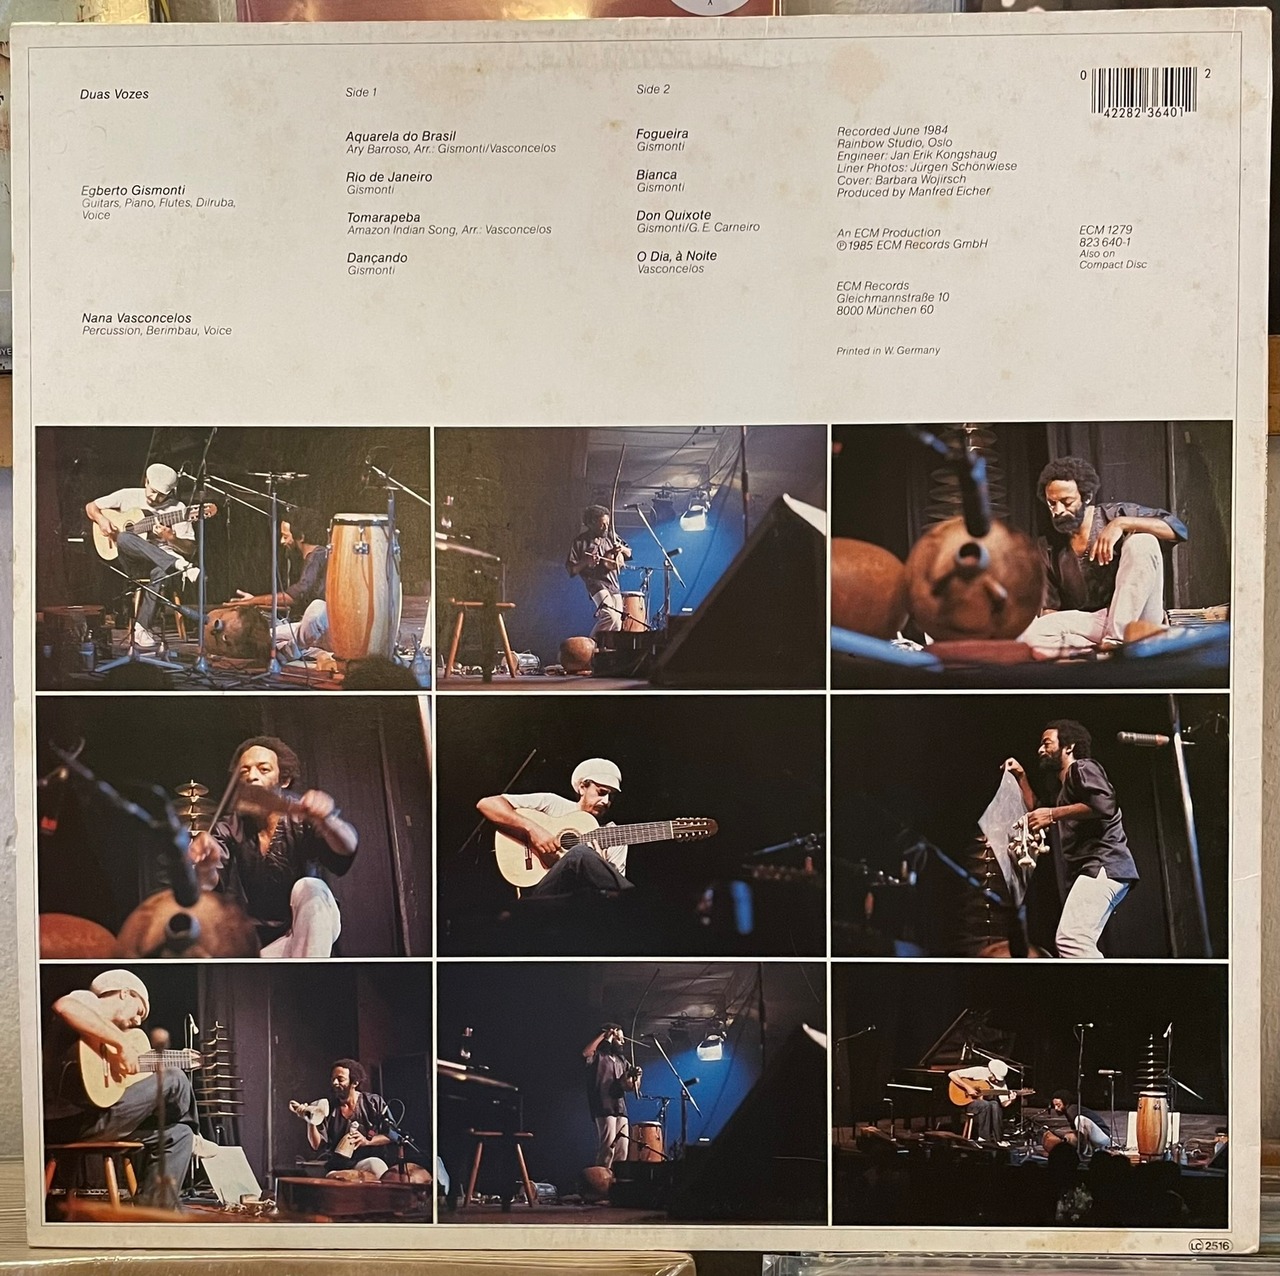 Duas Vozes
Egberto Gismonti
Guitars, Piano, Flutes, Dilruba,
Voice
Nana Vasconcelos
Percussion, Berimbau, Voice
Side 1
Aquarela do Brasil
Ary Barroso, Arr.: Gismonti/Vasconcelos
Rio de Janeiro
Gismonti
Tomarapeba
Amazon Indian Song, Arr.: Vasconcelos
Dançando
Gismonti
Side 2
Fogueira
Gismonti
Bianca
Gismonti
Don Quixote
Gismonti/G. E. Carneiro
O Dia, à Noite
Vasconcelos
Recorded June 1984
Rainbow Studio, Oslo
Engineer: Jan Erik Kongshaug
Liner Photos: Jürgen Schönwiese
Cover: Barbara Wojirsch
Produced by Manfred Eicher
An ECM Production
℗ 1985 ECM Records GmbH
ECM Records
Gleichmannstraße 10
8000 München 60
Printed in W. Germany
0 42282 36401 2
ECM 1279
823 640-1
Also on
Compact Disc
LC 2516